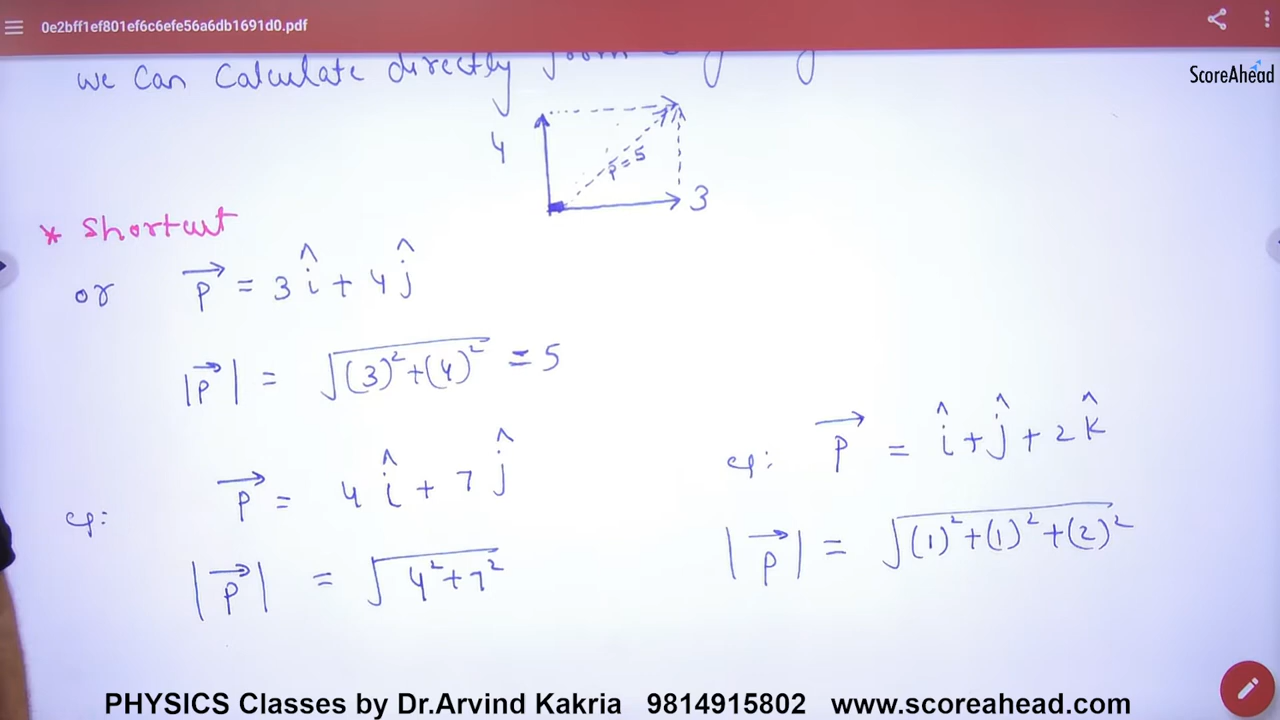 0e2bff1ef801ef6c6efe56a6db1691d0.pdf
ScoreAhead
we can calculate directly from
4
P = 5
3
* Shortcut
or P⃗ = 3 î + 4 ĵ
|P⃗| = √(3)² + (4)² = 5
eg: P⃗ = 4 î + 7 ĵ
|P⃗| = √4² + 7²
eg: P⃗ = î + ĵ + 2 k̂
|P⃗| = √(1)² + (1)² + (2)²
PHYSICS Classes by Dr.Arvind Kakria 9814915802 www.scoreahead.com